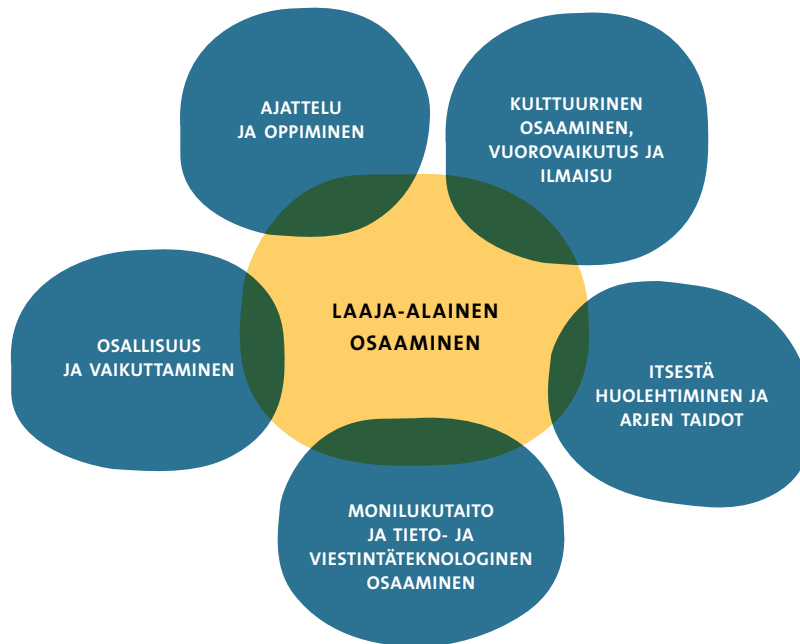 AJATTELU
JA OPPIMINEN
KULTTUURINEN
OSAAMINEN,
VUOROVAIKUTUS JA
ILMAISU
LAAJA-ALAINEN
OSAAMINEN
OSALLISUUS
JA VAIKUTTAMINEN
ITSESTÄ
HUOLEHTIMINEN JA
ARJEN TAIDOT
MONILUKUTAITO
JA TIETO- JA
VIESTINTÄTEKNOLOGINEN
OSAAMINEN